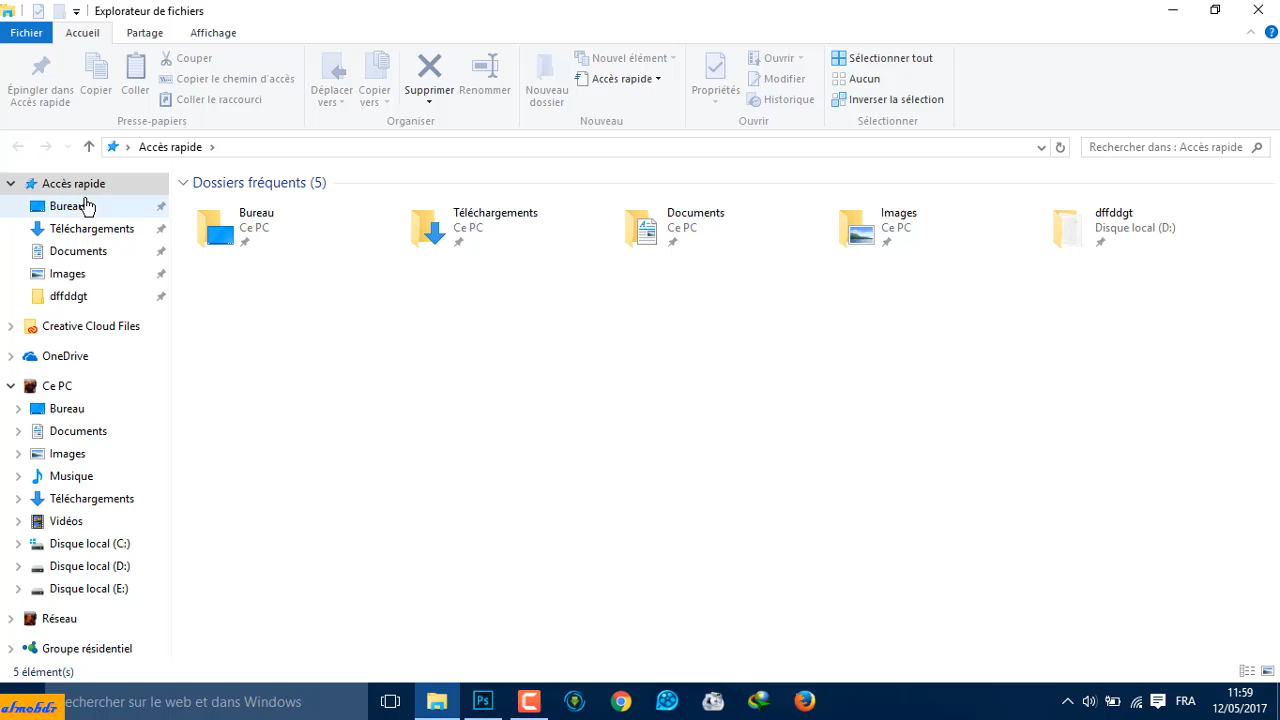 Explorateur de fichiers
Fichier
Accueil
Partage
Affichage
Épingler dans
Accès rapide
Copier
Coller
Couper
Copier le chemin d'accès
Coller le raccourci
Presse-papiers
Déplacer
vers
Copier
vers
Supprimer
Renommer
Organiser
Nouveau
dossier
Nouvel élément
Accès rapide
Nouveau
Propriétés
Ouvrir
Modifier
Historique
Ouvrir
Sélectionner tout
Aucun
Inverser la sélection
Sélectionner
Accès rapide
Rechercher dans : Accès rapide
Accès rapide
Bureau
Téléchargements
Documents
Images
dffddgt
Creative Cloud Files
OneDrive
Ce PC
Bureau
Documents
Images
Musique
Téléchargements
Vidéos
Disque local (C:)
Disque local (D:)
Disque local (E:)
Réseau
Groupe résidentiel
Dossiers fréquents (5)
Bureau
Ce PC
Téléchargements
Ce PC
Documents
Ce PC
Images
Ce PC
dffddgt
Disque local (D:)
5 élément(s)
echercher sur le web et dans Windows
Ps
FRA
11:59
12/05/2017